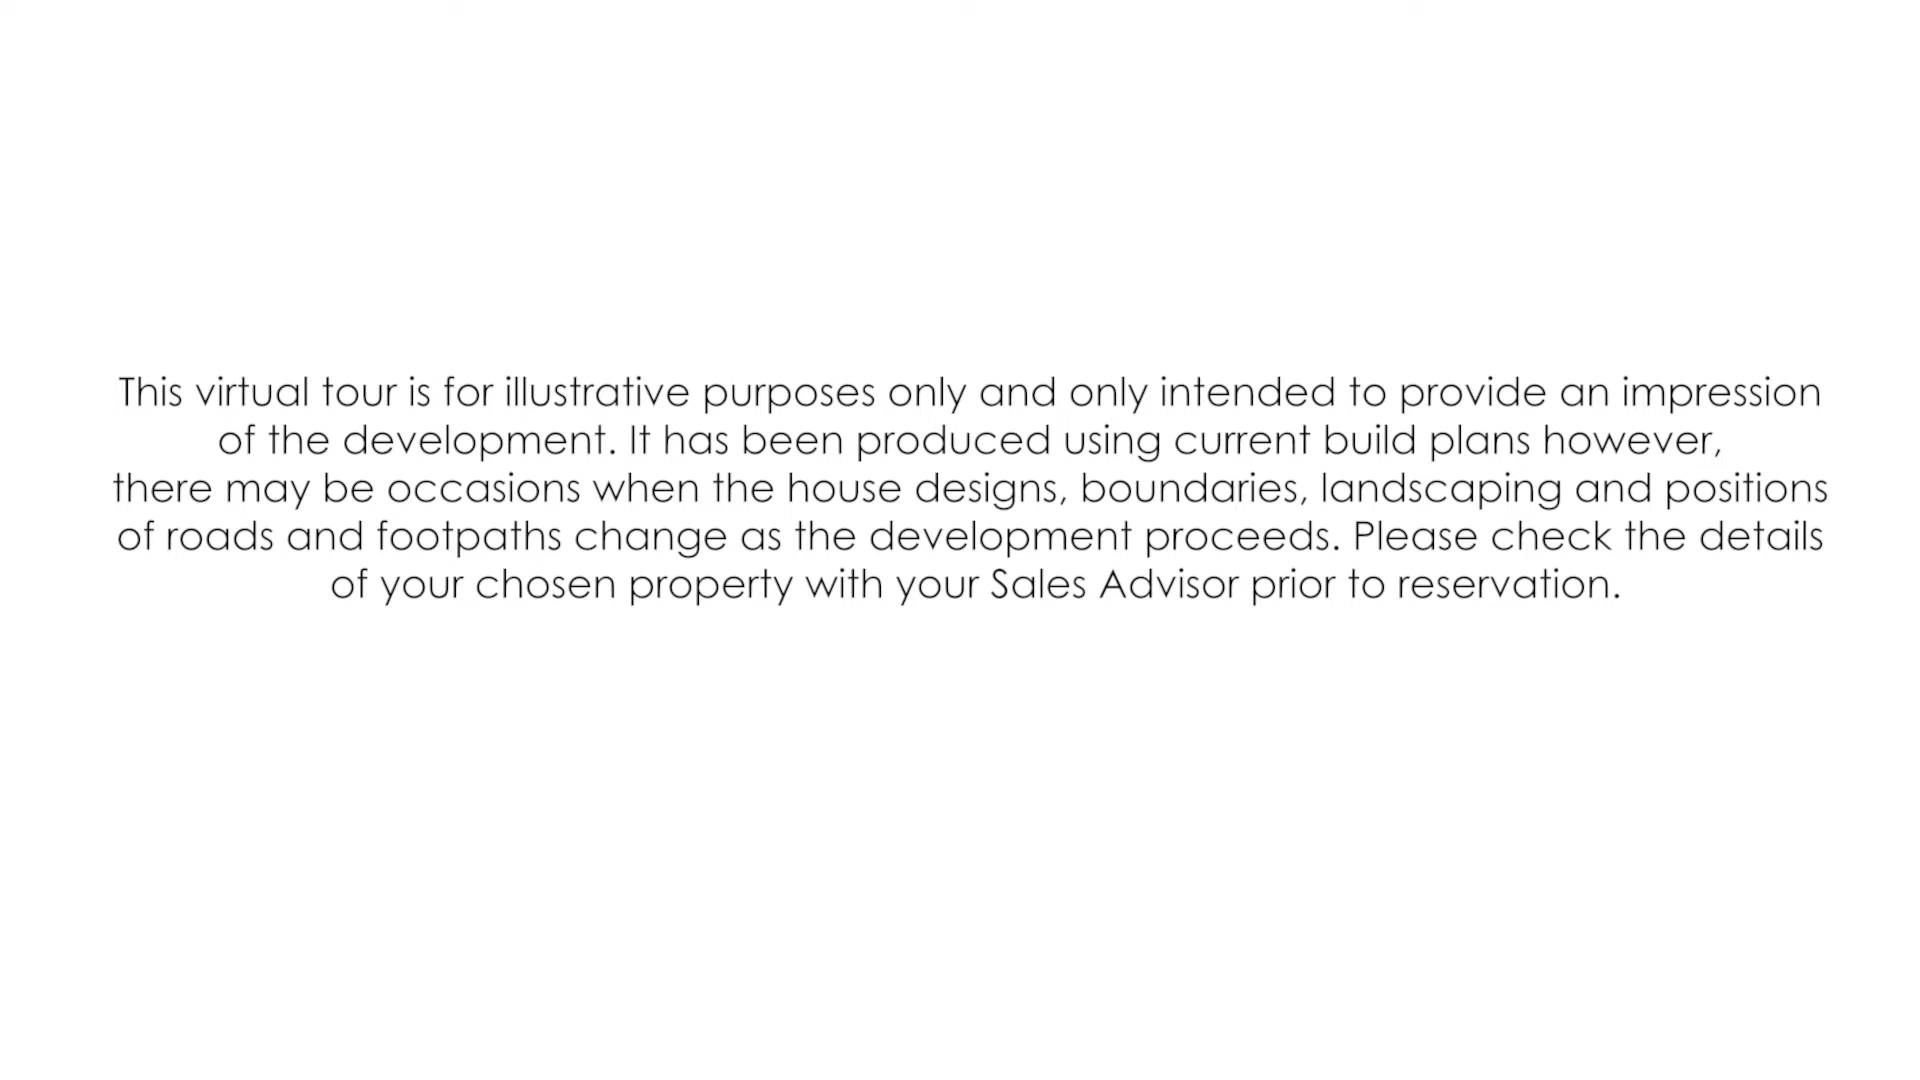 This virtual tour is for illustrative purposes only and only intended to provide an impression
of the development. It has been produced using current build plans however,
there may be occasions when the house designs, boundaries, landscaping and positions
of roads and footpaths change as the development proceeds. Please check the details
of your chosen property with your Sales Advisor prior to reservation.